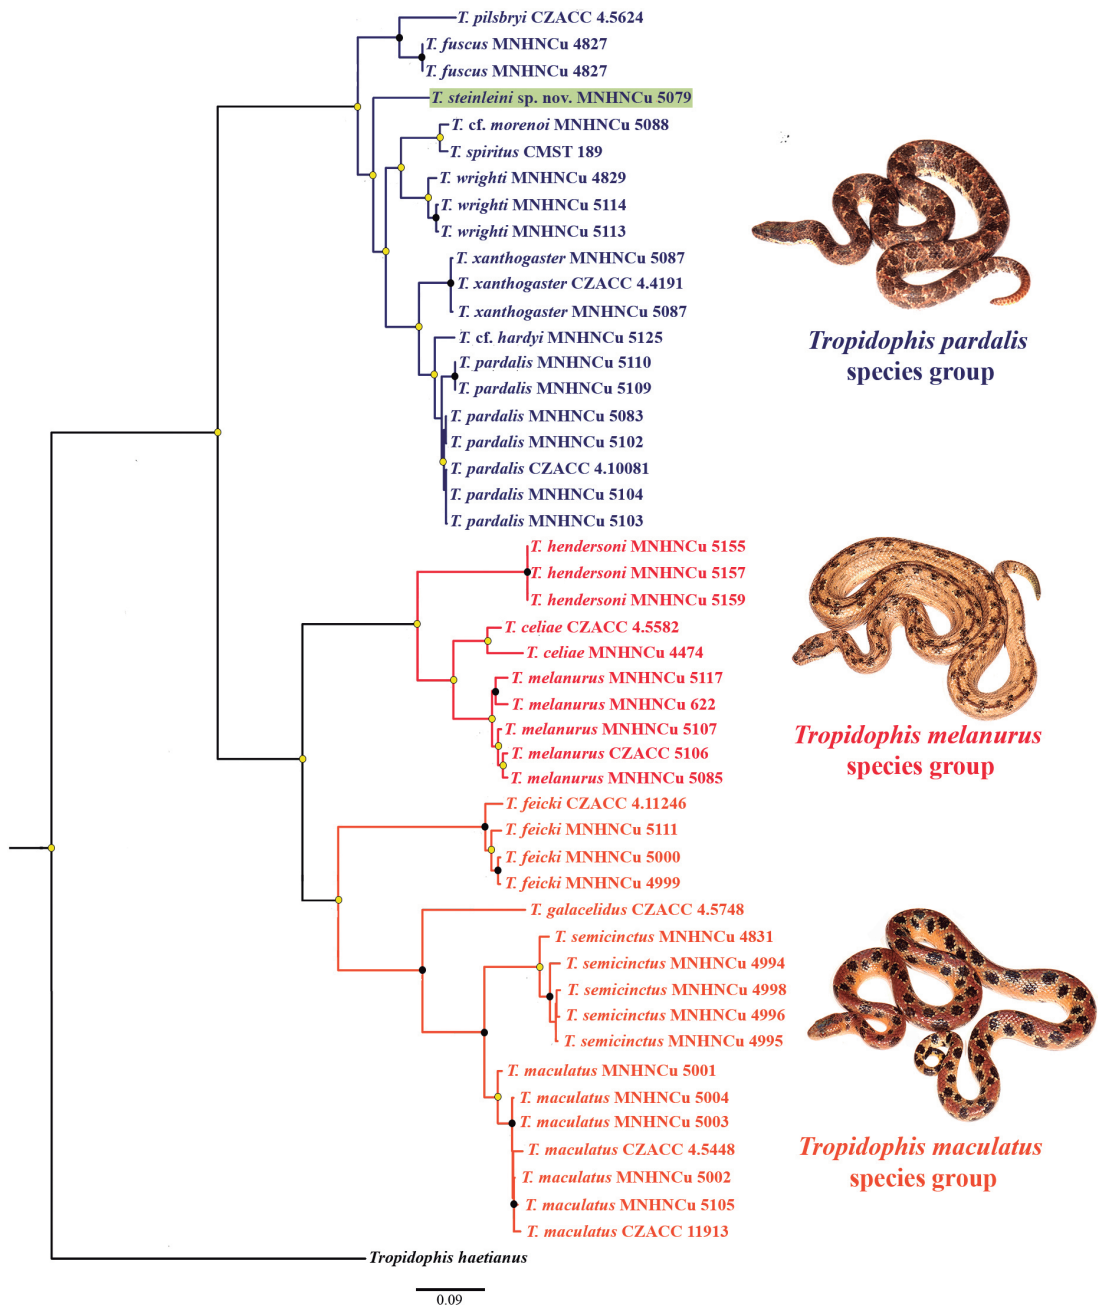 T. pilsbryi CZACC 4.5624
T. fuscus MNHNCu 4827
T. fuscus MNHNCu 4827
T. steinleini sp. nov. MNHNCu 5079
T. cf. morenoi MNHNCu 5088
T. spiritus CMST 189
T. wrighti MNHNCu 4829
T. wrighti MNHNCu 5114
T. wrighti MNHNCu 5113
T. xanthogaster MNHNCu 5087
T. xanthogaster CZACC 4.4191
T. xanthogaster MNHNCu 5087
T. cf. hardyi MNHNCu 5125
T. pardalis MNHNCu 5110
T. pardalis MNHNCu 5109
T. pardalis MNHNCu 5083
T. pardalis MNHNCu 5102
T. pardalis CZACC 4.10081
T. pardalis MNHNCu 5104
T. pardalis MNHNCu 5103
Tropidophis pardalis
species group
T. hendersoni MNHNCu 5155
T. hendersoni MNHNCu 5157
T. hendersoni MNHNCu 5159
T. celiae CZACC 4.5582
T. celiae MNHNCu 4474
T. melanurus MNHNCu 5117
T. melanurus MNHNCu 622
T. melanurus MNHNCu 5107
T. melanurus CZACC 5106
T. melanurus MNHNCu 5085
Tropidophis melanurus
species group
T. feicki CZACC 4.11246
T. feicki MNHNCu 5111
T. feicki MNHNCu 5000
T. feicki MNHNCu 4999
T. galacelidus CZACC 4.5748
T. semicinctus MNHNCu 4831
T. semicinctus MNHNCu 4994
T. semicinctus MNHNCu 4998
T. semicinctus MNHNCu 4996
T. semicinctus MNHNCu 4995
T. maculatus MNHNCu 5001
T. maculatus MNHNCu 5004
T. maculatus MNHNCu 5003
T. maculatus CZACC 4.5448
T. maculatus MNHNCu 5002
T. maculatus MNHNCu 5105
T. maculatus CZACC 11913
Tropidophis maculatus
species group
Tropidophis haetianus
0.09